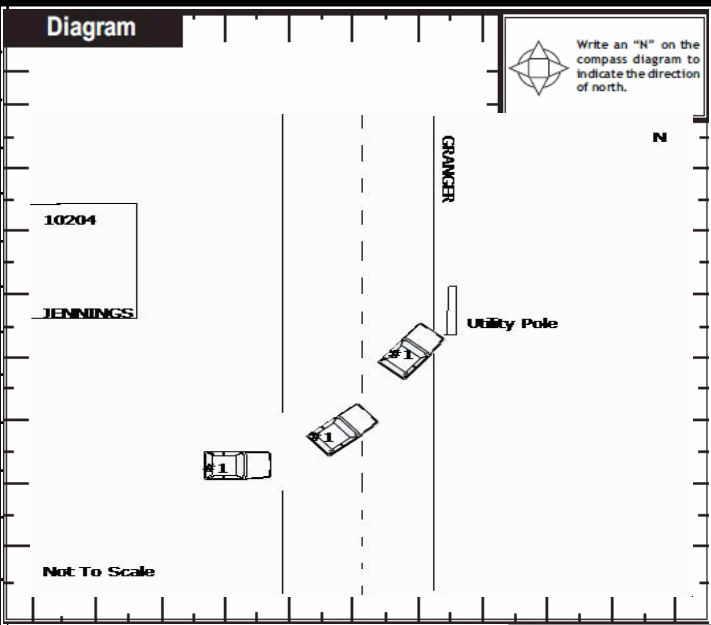 Diagram
Write an “N” on the
compass diagram to
indicate the direction
of north.
N
GRANGER
10204
JENNINGS
Utility Pole
#1
#1
#1
Not To Scale